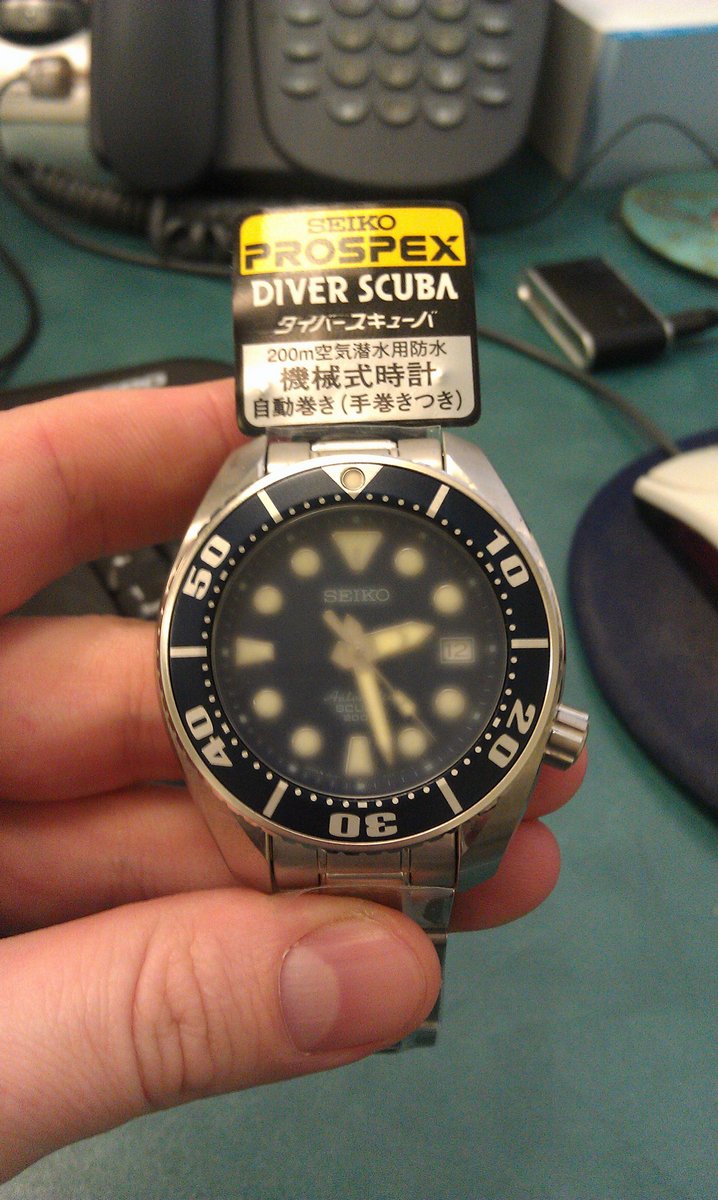 SEIKO
PROSPEX
DIVER SCUBA
ダイバースキューバ
200m空気潜水用防水
機械式時計
自動巻き(手巻きつき)
50
10
SEIKO
12
40
20
30